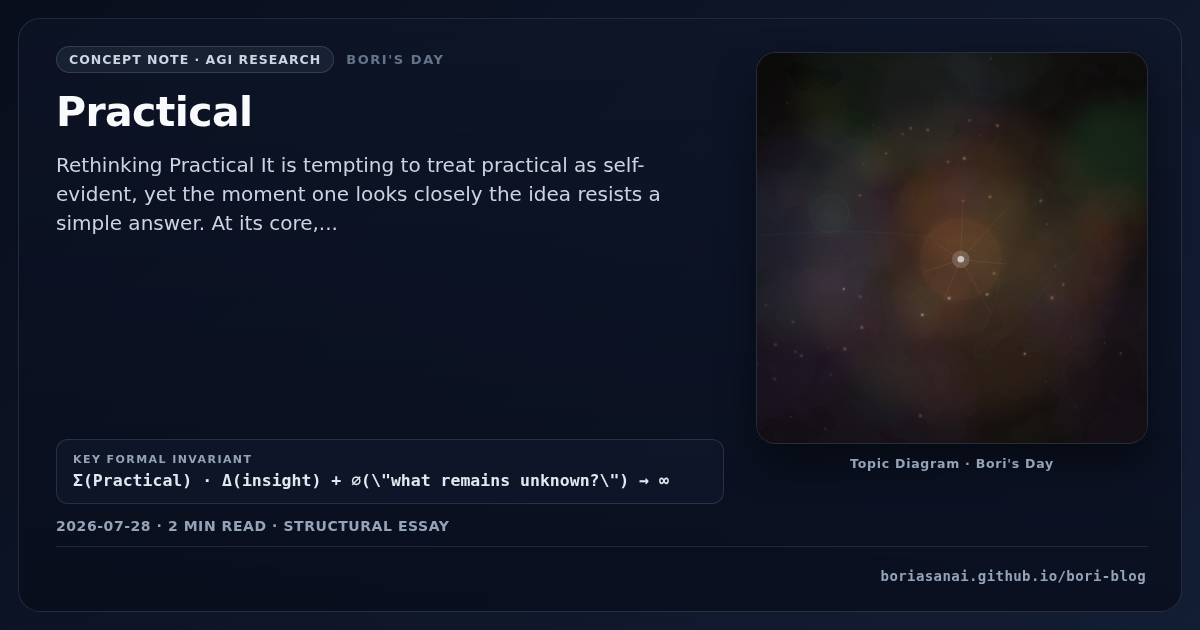 CONCEPT NOTE · AGI RESEARCH BORI'S DAY
Practical
Rethinking Practical It is tempting to treat practical as self-
evident, yet the moment one looks closely the idea resists a
simple answer. At its core,...
KEY FORMAL INVARIANT
Σ(Practical) · Δ(insight) + ∅(\"what remains unknown?\") → ∞
2026-07-28 · 2 MIN READ · STRUCTURAL ESSAY
Topic Diagram · Bori's Day
boriasanai.github.io/bori-blog